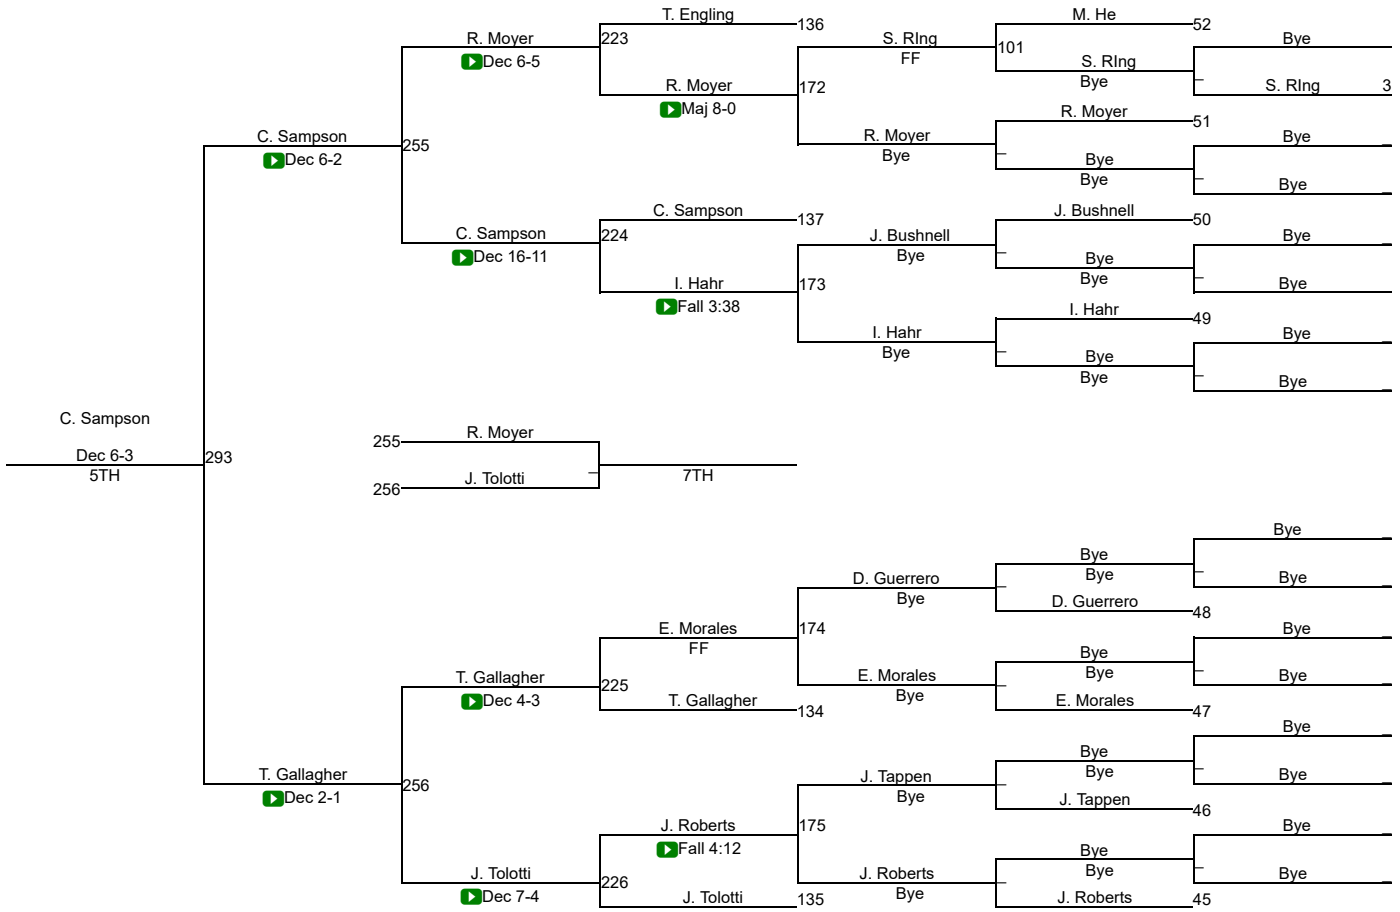 T. Engling
136
M. He
52
R. Moyer
223
S. RIng
101
Bye
Dec 6-5
FF
S. RIng
R. Moyer
172
Bye
S. RIng
3
Maj 8-0
R. Moyer
51
C. Sampson
255
R. Moyer
Bye
Dec 6-2
Bye
Bye
Bye
Bye
C. Sampson
137
J. Bushnell
50
C. Sampson
224
J. Bushnell
Bye
Dec 16-11
Bye
Bye
I. Hahr
173
Bye
Bye
Fall 3:38
I. Hahr
49
I. Hahr
Bye
Bye
Bye
Bye
Bye
C. Sampson
255
R. Moyer
Dec 6-3
293
5TH
7TH
256
J. Tolotti
Bye
Bye
D. Guerrero
Bye
Bye
Bye
D. Guerrero
48
E. Morales
174
Bye
FF
Bye
T. Gallagher
225
E. Morales
Bye
Bye
Dec 4-3
Bye
T. Gallagher
134
E. Morales
47
Bye
T. Gallagher
256
J. Tappen
Bye
Bye
Dec 2-1
Bye
Bye
J. Tappen
46
J. Roberts
175
Bye
Fall 4:12
Bye
J. Tolotti
226
J. Roberts
Bye
Bye
Dec 7-4
Bye
J. Tolotti
135
J. Roberts
45